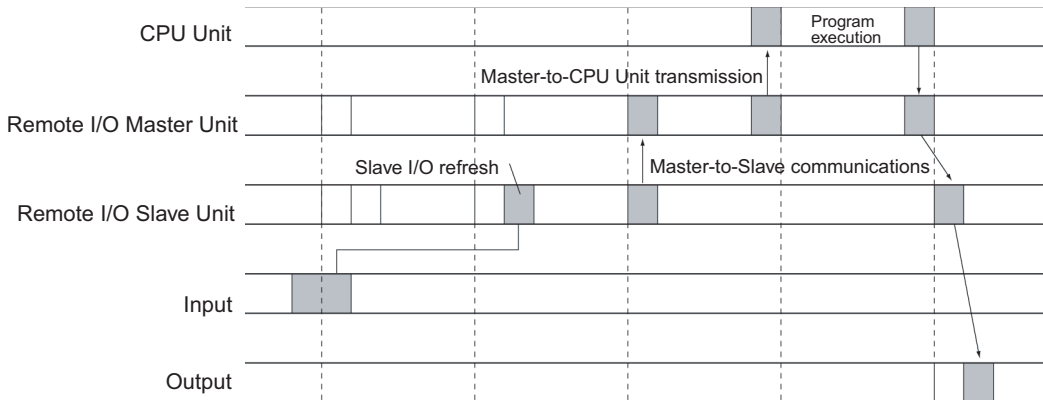 CPU Unit
Program
execution
Master-to-CPU Unit transmission
Remote I/O Master Unit
Slave I/O refresh
Master-to-Slave communications
Remote I/O Slave Unit
Input
Output